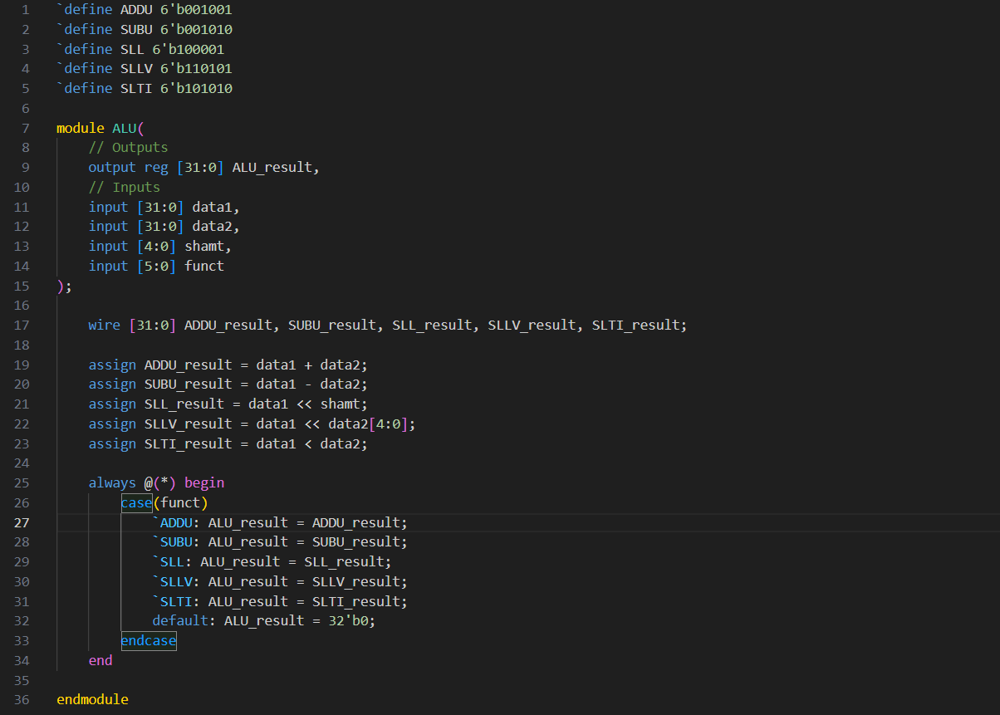 1 `define ADDU 6'b001001
2 `define SUBU 6'b001010
3 `define SLL 6'b100001
4 `define SLLV 6'b110101
5 `define SLTI 6'b101010
6
7 module ALU(
8     // Outputs
9     output reg [31:0] ALU_result,
10     // Inputs
11     input [31:0] data1,
12     input [31:0] data2,
13     input [4:0] shamt,
14     input [5:0] funct
15 );
16
17     wire [31:0] ADDU_result, SUBU_result, SLL_result, SLLV_result, SLTI_result;
18
19     assign ADDU_result = data1 + data2;
20     assign SUBU_result = data1 - data2;
21     assign SLL_result = data1 << shamt;
22     assign SLLV_result = data1 << data2[4:0];
23     assign SLTI_result = data1 < data2;
24
25     always @(*) begin
26         case(funct)
27             `ADDU: ALU_result = ADDU_result;
28             `SUBU: ALU_result = SUBU_result;
29             `SLL: ALU_result = SLL_result;
30             `SLLV: ALU_result = SLLV_result;
31             `SLTI: ALU_result = SLTI_result;
32             default: ALU_result = 32'b0;
33         endcase
34     end
35
36 endmodule